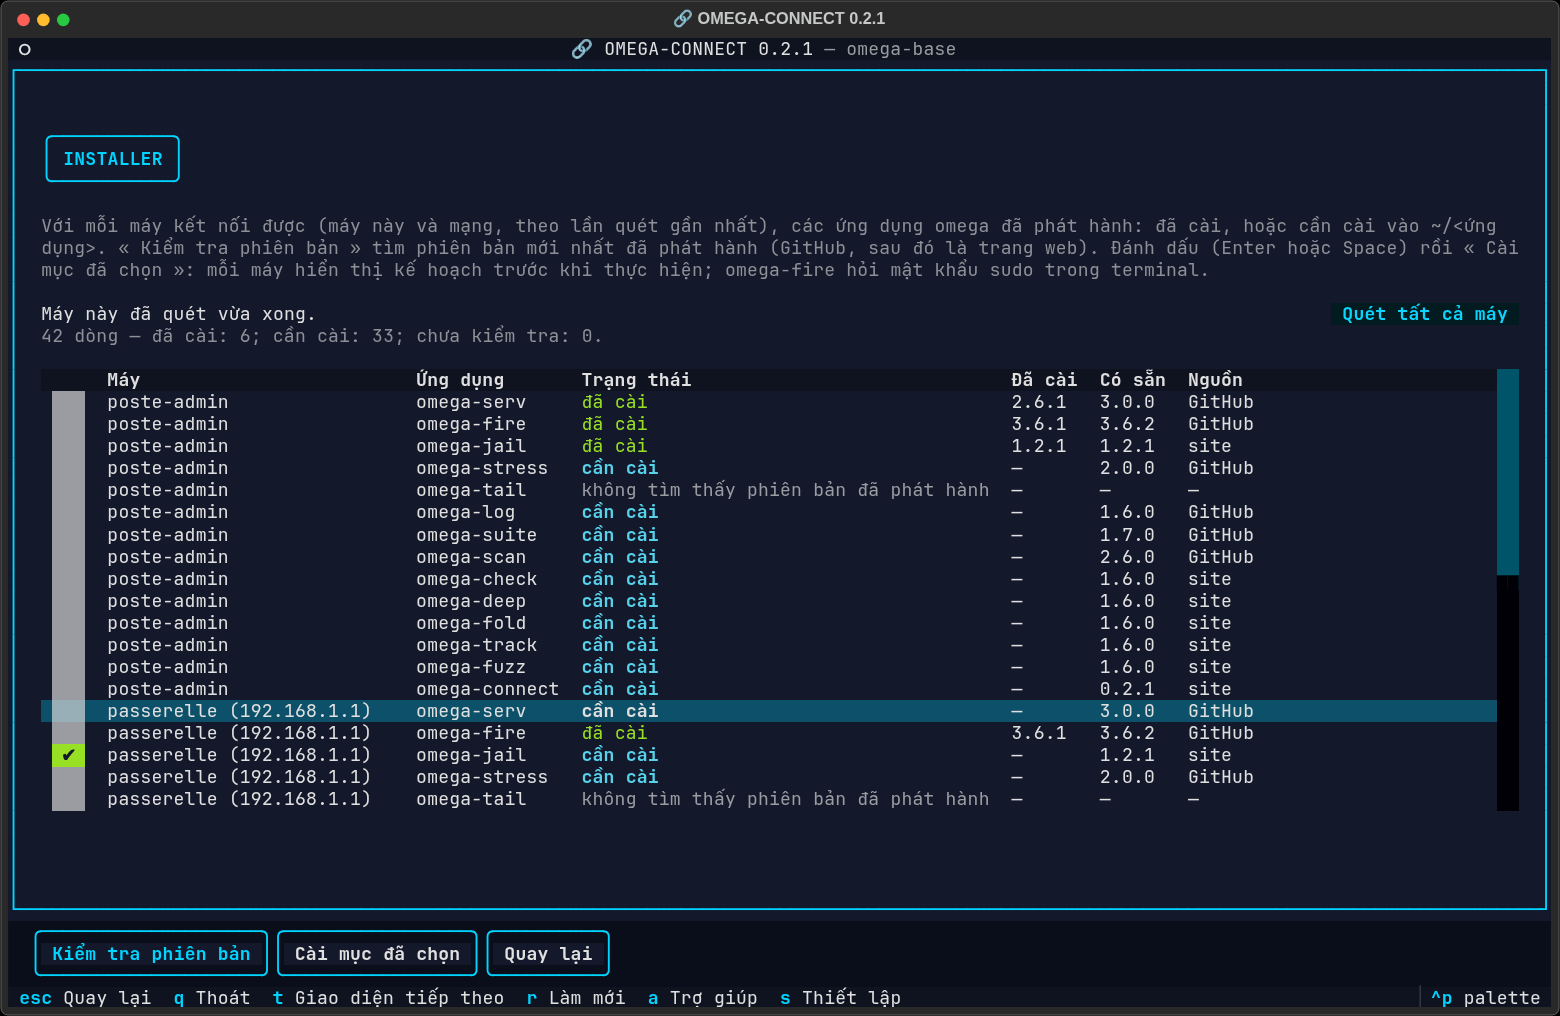 🔗 OMEGA-CONNECT 0.2.1
O 🔗 OMEGA-CONNECT 0.2.1 — omega-base
INSTALLER
Với mỗi máy kết nối được (máy này và mạng, theo lần quét gần nhất), các ứng dụng omega đã phát hành: đã cài, hoặc cần cài vào ~/<ứng
dụng>. « Kiểm tra phiên bản » tìm phiên bản mới nhất đã phát hành (GitHub, sau đó là trang web). Đánh dấu (Enter hoặc Space) rồi « Cài
mục đã chọn »: mỗi máy hiển thị kế hoạch trước khi thực hiện; omega-fire hỏi mật khẩu sudo trong terminal.
Máy này đã quét vừa xong. Quét tất cả máy
42 dòng — đã cài: 6; cần cài: 33; chưa kiểm tra: 0.
Máy Ứng dụng Trạng thái Đã cài Có sẵn Nguồn
poste-admin omega-serv đã cài 2.6.1 3.0.0 GitHub
poste-admin omega-fire đã cài 3.6.1 3.6.2 GitHub
poste-admin omega-jail đã cài 1.2.1 1.2.1 site
poste-admin omega-stress cần cài — 2.0.0 GitHub
poste-admin omega-tail không tìm thấy phiên bản đã phát hành — — —
poste-admin omega-log cần cài — 1.6.0 GitHub
poste-admin omega-suite cần cài — 1.7.0 GitHub
poste-admin omega-scan cần cài — 2.6.0 GitHub
poste-admin omega-check cần cài — 1.6.0 site
poste-admin omega-deep cần cài — 1.6.0 site
poste-admin omega-fold cần cài — 1.6.0 site
poste-admin omega-track cần cài — 1.6.0 site
poste-admin omega-fuzz cần cài — 1.6.0 site
poste-admin omega-connect cần cài — 0.2.1 site
passerelle (192.168.1.1) omega-serv cần cài — 3.0.0 GitHub
passerelle (192.168.1.1) omega-fire đã cài 3.6.1 3.6.2 GitHub
✔ passerelle (192.168.1.1) omega-jail cần cài — 1.2.1 site
passerelle (192.168.1.1) omega-stress cần cài — 2.0.0 GitHub
passerelle (192.168.1.1) omega-tail không tìm thấy phiên bản đã phát hành — — —
Kiểm tra phiên bản Cài mục đã chọn Quay lại
esc Quay lại q Thoát t Giao diện tiếp theo r Làm mới a Trợ giúp s Thiết lập ^p palette